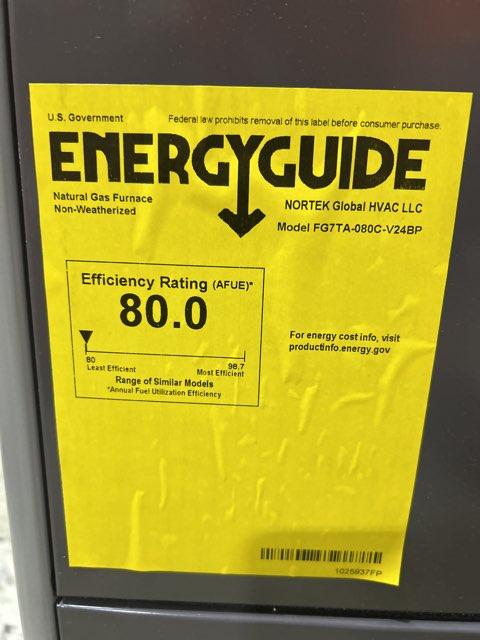 U.S. Government
Federal law prohibits removal of this label before consumer purchase.
ENERGYGUIDE
Natural Gas Furnace
Non-Weatherized
NORTEK Global HVAC LLC
Model FG7TA-080C-V24BP
Efficiency Rating (AFUE)*
80.0
80
98.7
Least Efficient
Most Efficient
Range of Similar Models
*Annual Fuel Utilization Efficiency
For energy cost info, visit
productinfo.energy.gov
1025937FP